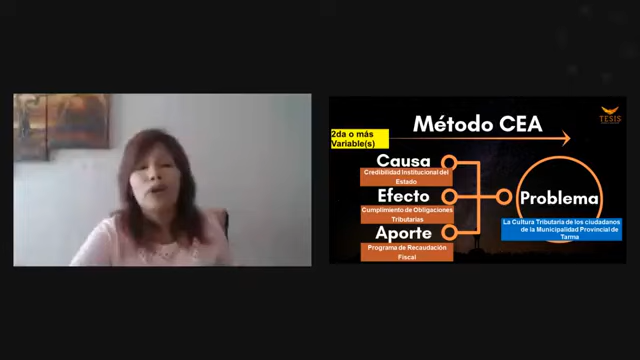 TESIS
Método CEA
2da o más
Variable(s)
Causa
Credibilidad Institucional del
Estado
Efecto
Cumplimiento de Obligaciones
Tributarias
Aporte
Programa de Recaudación
Fiscal
Problema
La Cultura Tributaria de los ciudadanos
de la Municipalidad Provincial de
Tarma